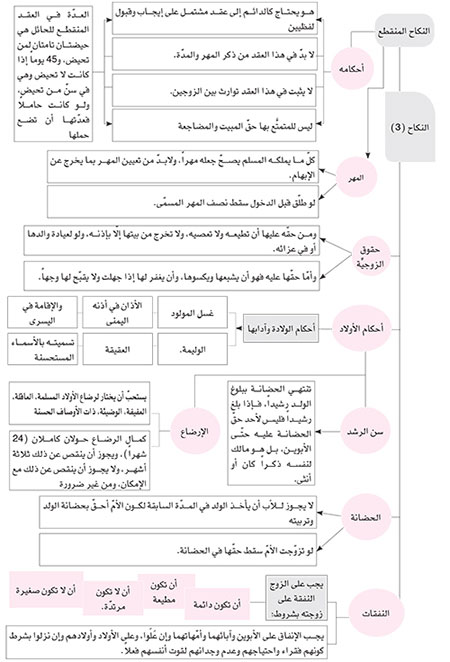 النكاح المنقطع
النكاح (3)
أحكامه
هو يحتاج كالدائم إلى عقد مشتمل على إيجاب وقبول
لفظيين
لا بدّ في هذا العقد من ذكر المهر والمدّة.
لا يثبت في هذا العقد توارث بين الزوجين.
ليس للمتمتَّع بها حقّ المبيت والمضاجعة
العدّة في العقد
المنقطع للحائل هي
حيضتان تامتان لمن
تحيض، و45 يوماً إذا
كانت لا تحيض وهي
في سنّ من تحيض،
ولو كانت حاملاً
فعدّتها أن تضع
حملها
المهر
كلّ ما يملكه المسلم يصحّ جعله مهراً، ولابدّ من تعيين المهر بما يخرج عن
الإبهام.
لو طلّق قبل الدخول سقط نصف المهر المسمّى.
حقوق
الزوجيّة
ومن حقّه عليها أن تطيعه ولا تعصيه، ولا تخرج من بيتها إلّا بإذنه، ولو لعيادة والدها
أو في عزائه.
وأمّا حقّها عليه فهو أن يشبعها ويكسوها، وأن يغفر لها إذا جهلت ولا يقبّح لها وجهاً.
أحكام الأولاد
أحكام الولادة وآدابها
غسل المولود
الأذان في أذنه
اليمنى
والإقامة في
اليسرى
الوليمة.
العقيقة
تسميته بالأسماء
المستحسنة
سن الرشد
تنتهي الحضانة ببلوغ
الولد رشيداً، فإذا بلغ
رشيداً فليس لأحد حقّ
الحضانة عليه حتّى
الأبوين، بل هو مالك
لنفسه ذكراً كان أو
أنثى.
الإرضاع
يستحبّ أن يختار لرضاع الأولاد المسلمة، العاقلة،
العفيفة، الوضيئة، ذات الأوصاف الحسنة
كمال الرضاع حولان كاملان (24
شهراً)، ويجوز أن ينتقص عن ذلك ثلاثة
أشهر، ولا يجوز أن ينتقص عن ذلك مع
الإمكان، ومن غير ضرورة
الحضانة
لا يجوز للأب أن يأخذ الولد في المدّة السابقة لكون الأمّ أحقّ بحضانة الولد
وتربيته
لو تزوّجت الأمّ سقط حقّها في الحضانة.
النفقات
يجب على الزوج
النفقة على
زوجته بشروط:
أن تكون دائمة
أن تكون
مطيعة
أن لا تكون
مرتدّة.
أن لا تكون صغيرة
يجب الإنفاق على الأبوين وآبائهما وأمّهاتهما وإن عَلَوا، وعلى الأولاد وأولادهم وإن نزلوا بشرط
كونهم فقراء واحتياجهم وعدم وجدانهم لقوت أنفسهم فعلاً.